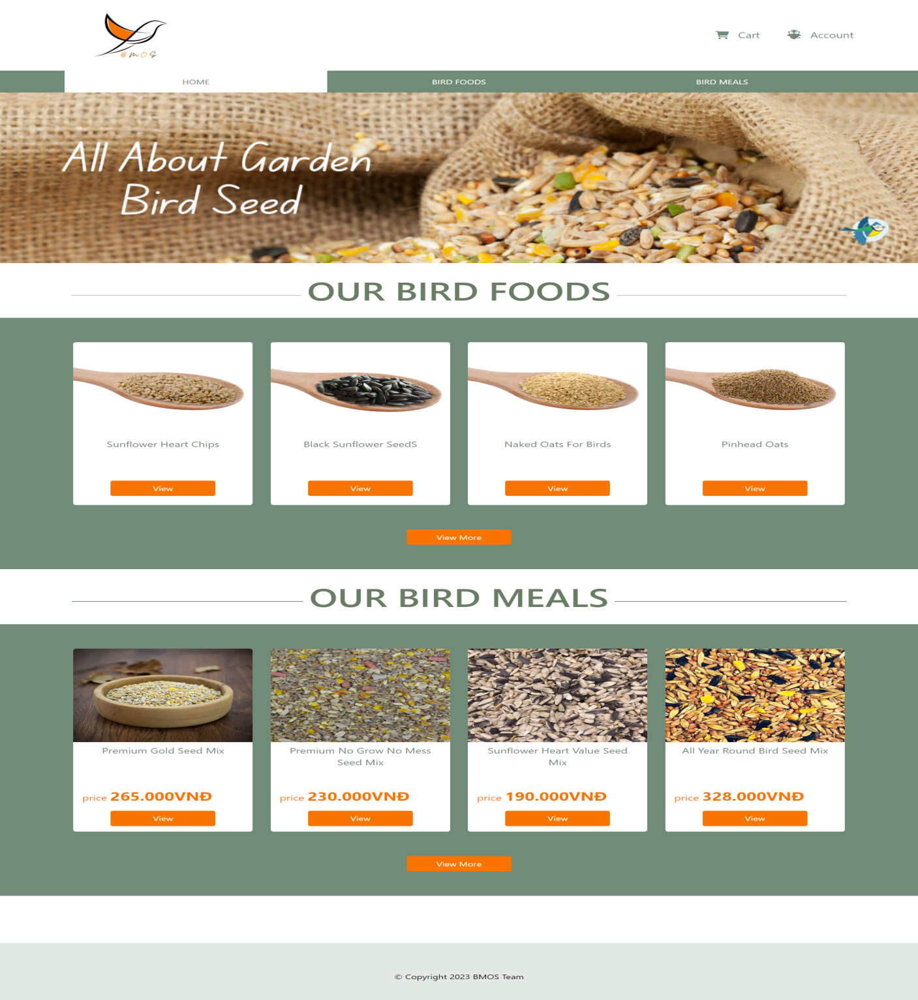 BMOS
Cart
Account
HOME
BIRD FOODS
BIRD MEALS
All About Garden
Bird Seed
OUR BIRD FOODS
Sunflower Heart Chips
Black Sunflower SeedS
Naked Oats For Birds
Pinhead Oats
View
View
View
View
View More
OUR BIRD MEALS
Premium Gold Seed Mix
Premium No Grow No Mess
Seed Mix
Sunflower Heart Value Seed
Mix
All Year Round Bird Seed Mix
price 265.000VNĐ
price 230.000VNĐ
price 190.000VNĐ
price 328.000VNĐ
View
View
View
View
View More
© Copyright 2023 BMOS Team